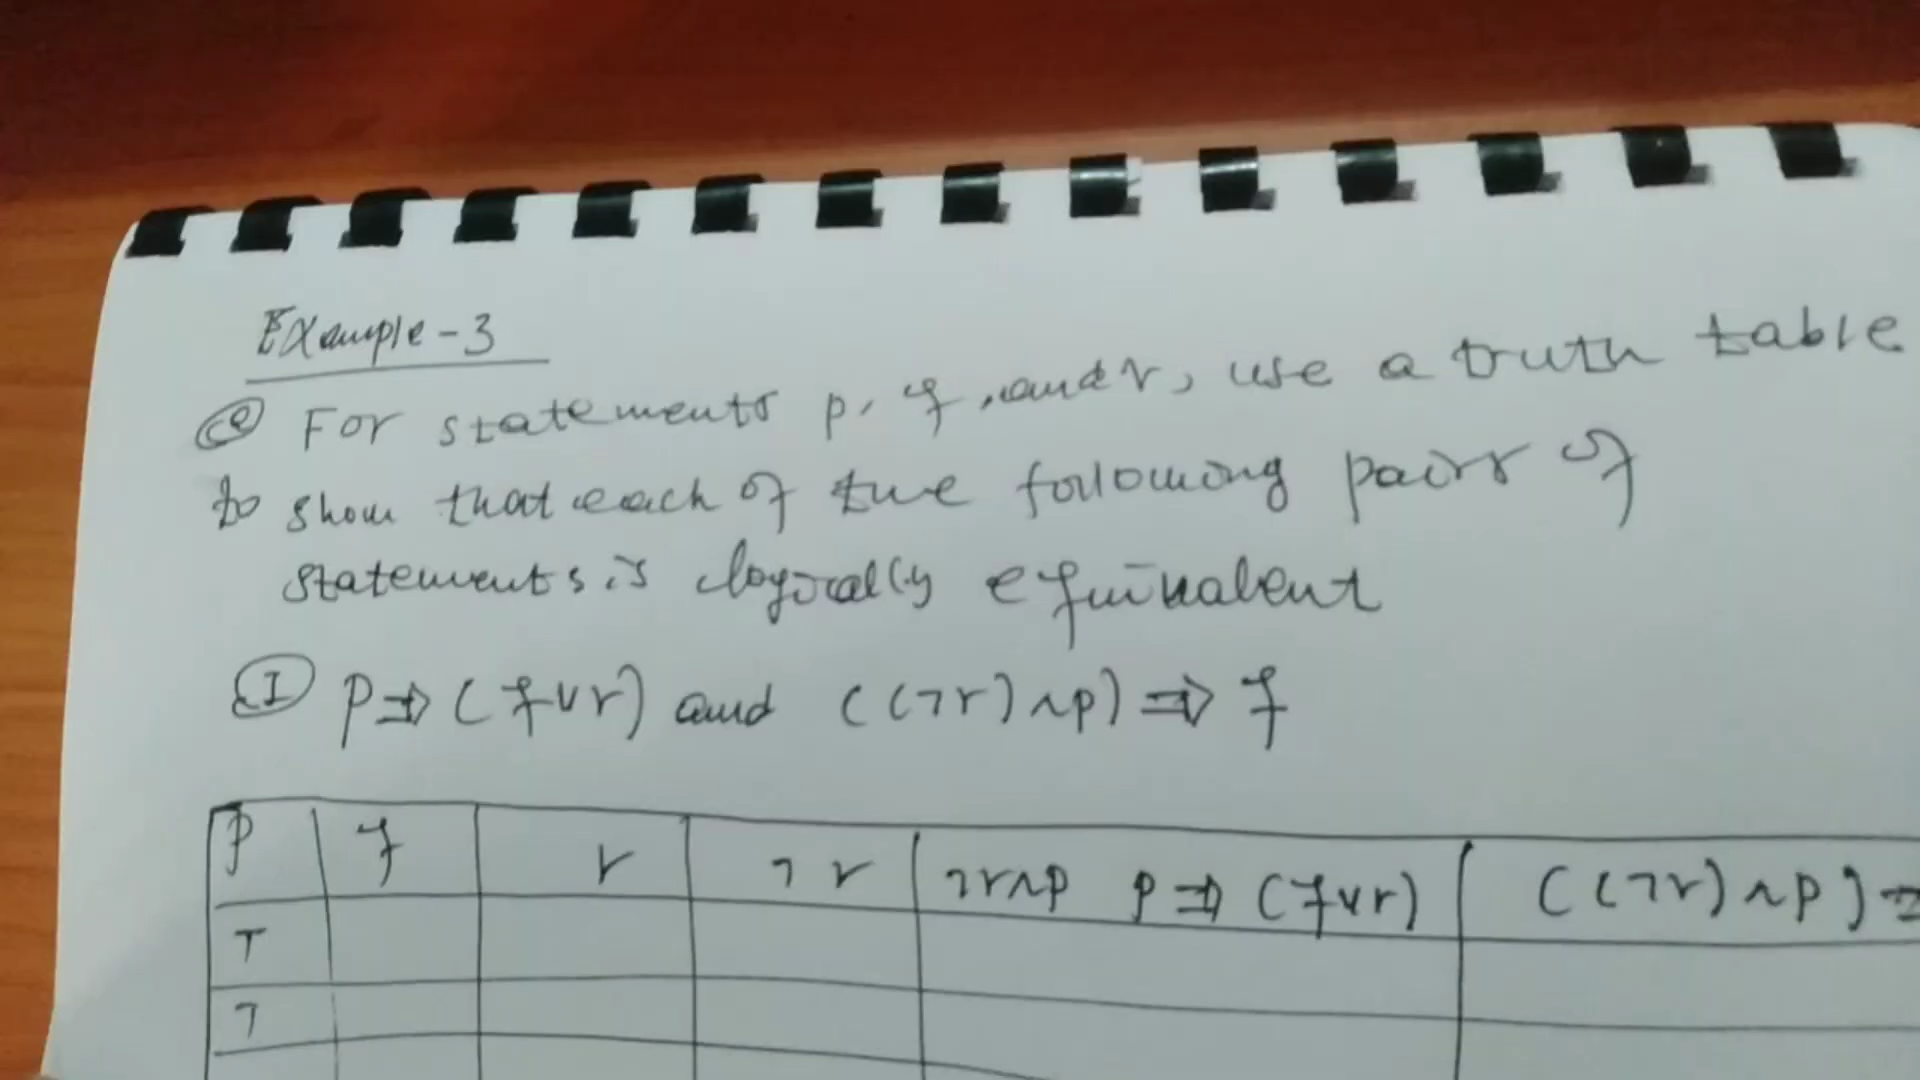 Example-3
(e) For statements p, q, and r, use a truth table
to show that each of the following pairs of
statements is logically equivalent
(I) p⇒(q∨r) and ((¬r)∧p)⇒q
p q r ¬r ¬r∧p p⇒(q∨r) ((¬r)∧p)⇒
T
T